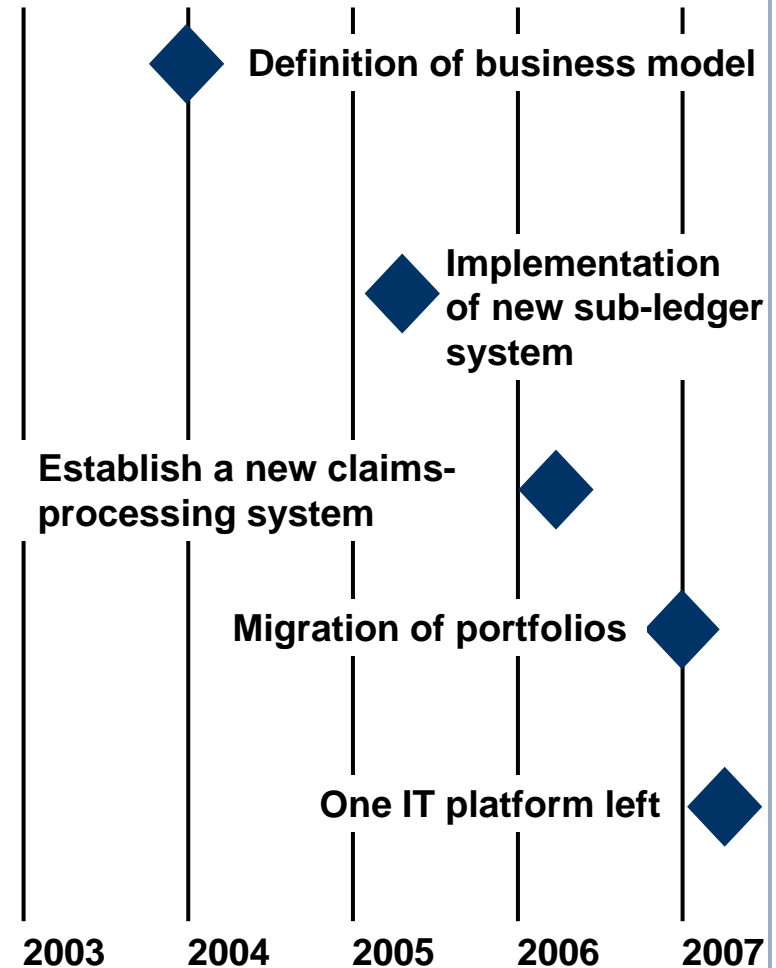 Definition of business model
Implementation
of new sub-ledger
system
Establish a new claims-
processing system
Migration of portfolios
One IT platform left
2003 2004 2005 2006 2007